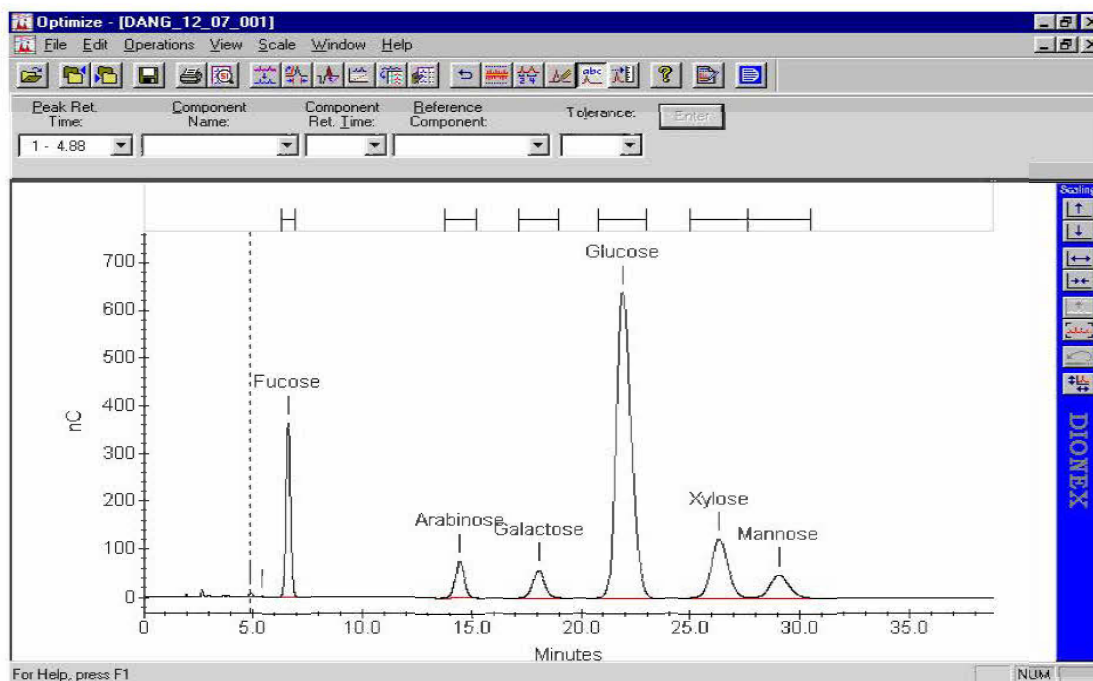 Optimize - [DANG_12_07_001]
File Edit Operations View Scale Window Help
abc
Peak Ret. Time:
Component Name:
Component Ret. Time:
Reference Component:
Tolerance:
Enter
1 - 4.88
Scaling
700
600
500
400
300
200
100
0
nC
Fucose
Arabinose
Galactose
Glucose
Xylose
Mannose
0 5.0 10.0 15.0 20.0 25.0 30.0 35.0
Minutes
DIONEX
For Help, press F1
NUM